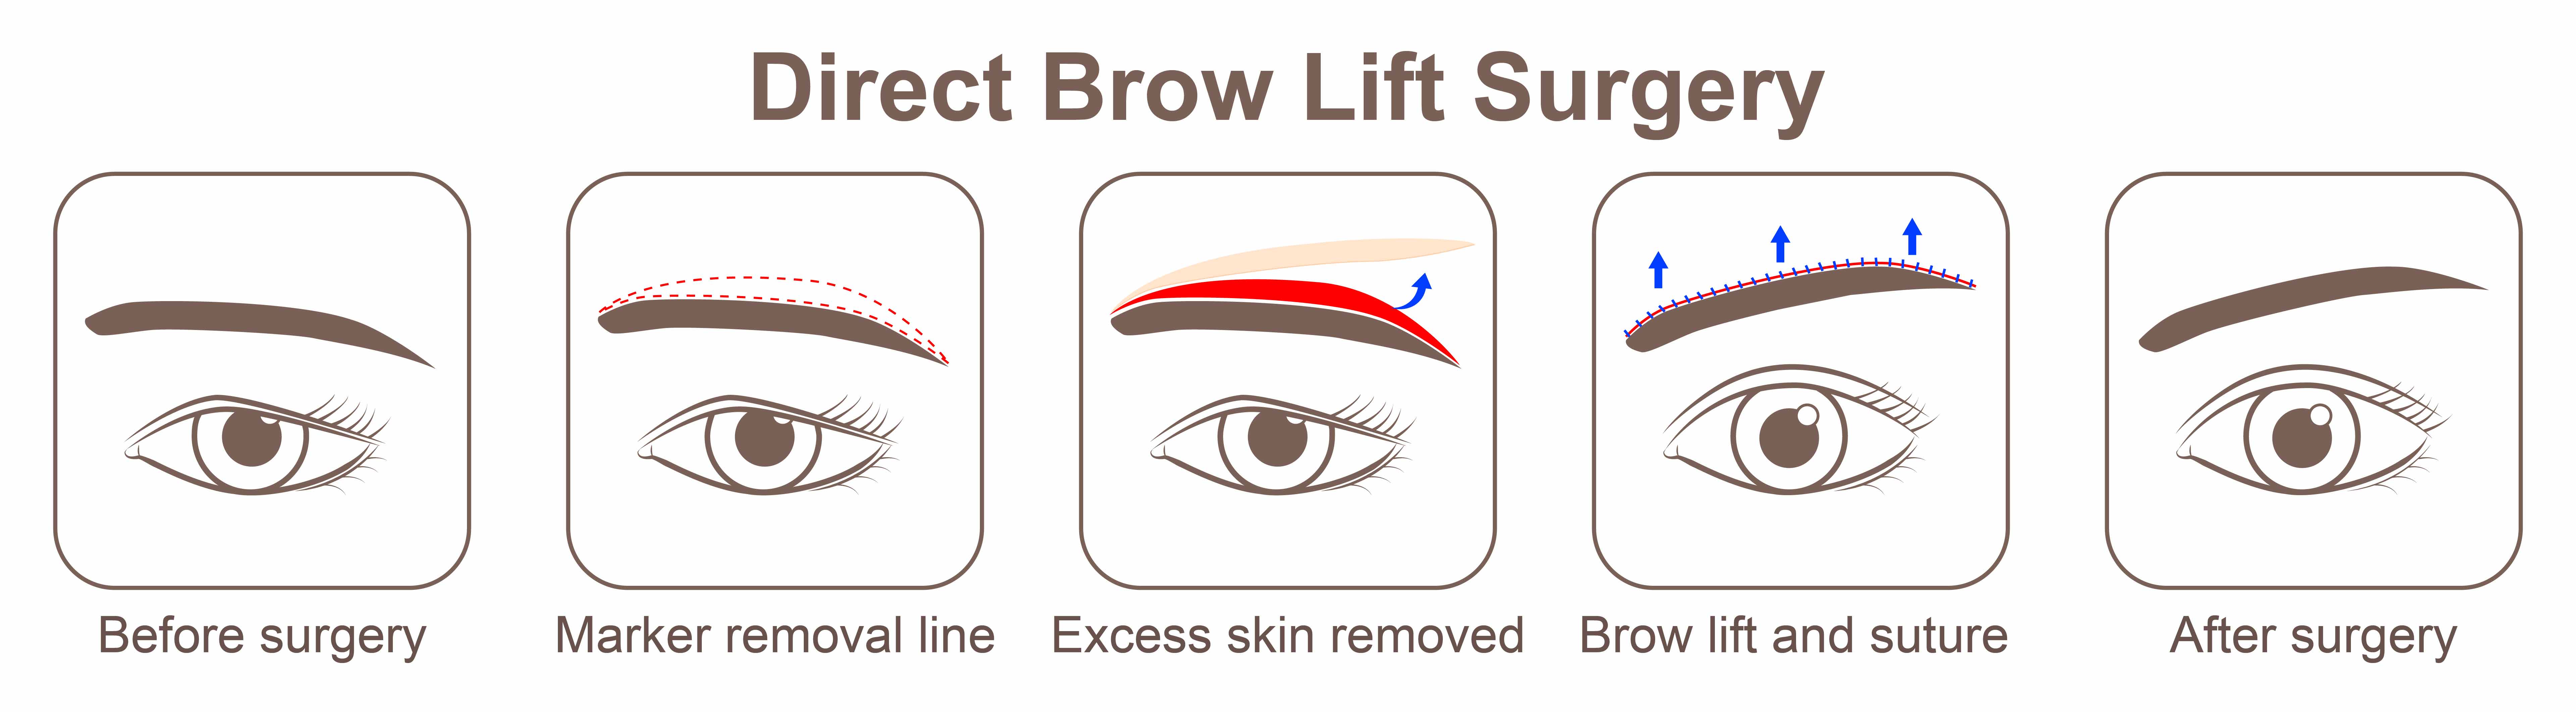 Direct Brow Lift Surgery
Before surgery
Marker removal line
Excess skin removed
Brow lift and suture
After surgery